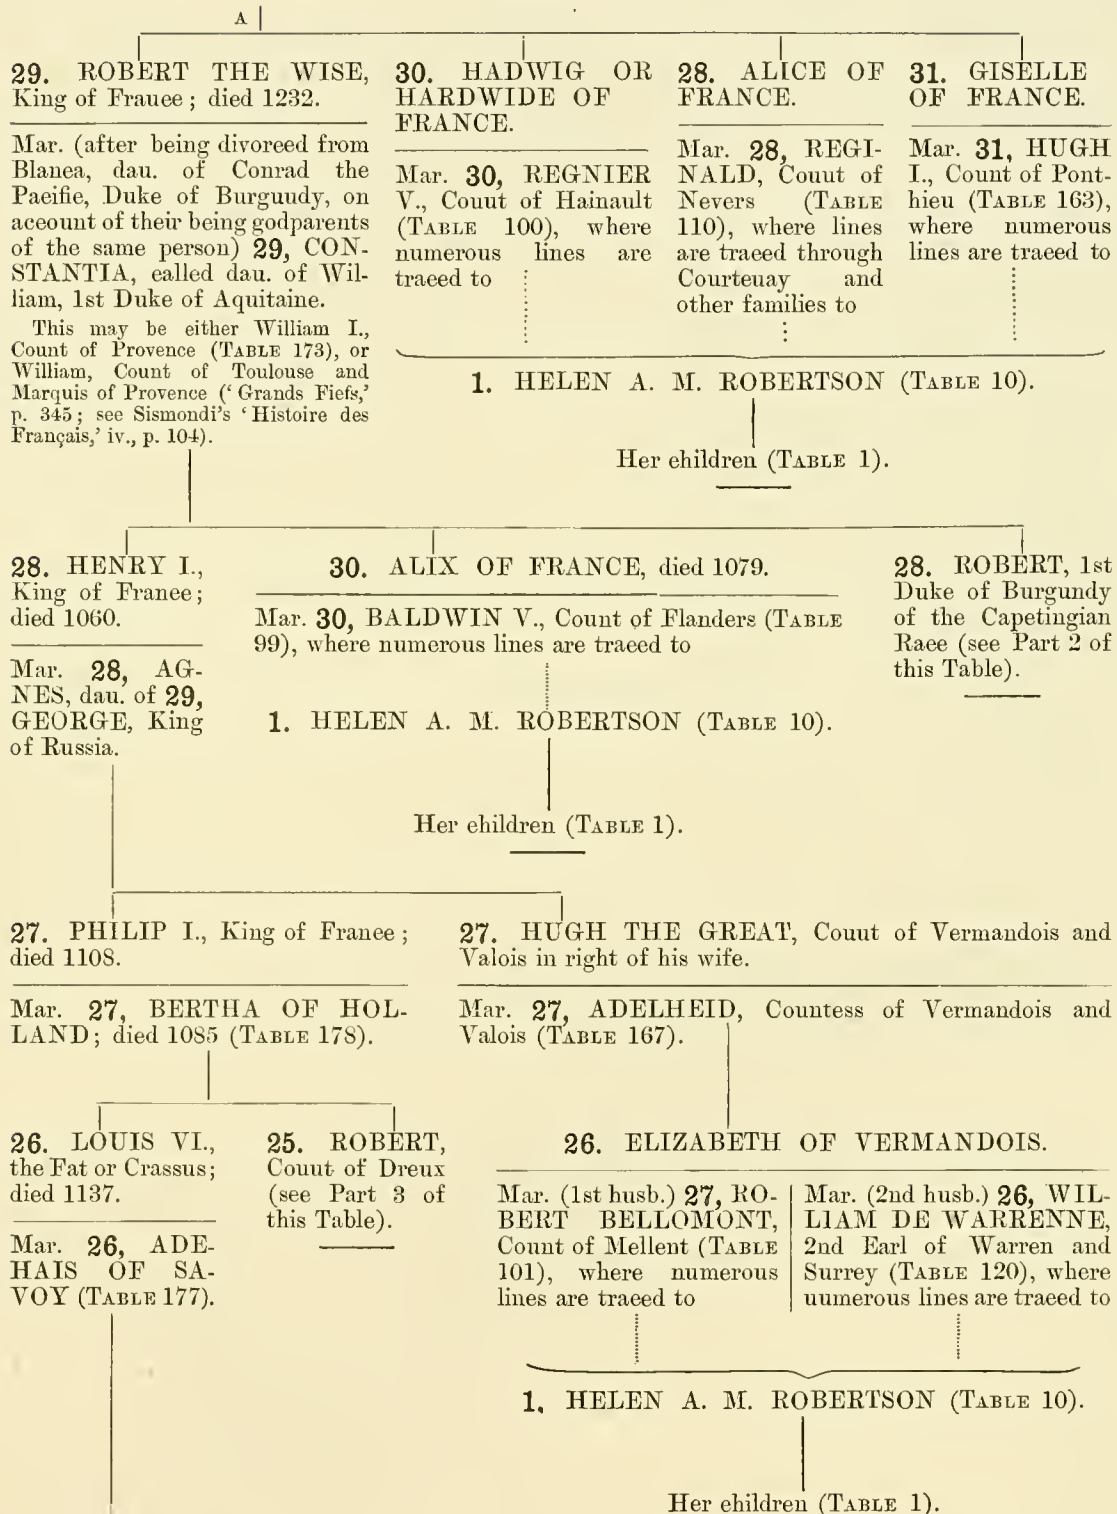 A
29. ROBERT THE WISE,
King of Frauee; died 1232.
Mar. (after being divoreed from
Blanea, dau. of Conrad the
Paeifie, Duke of Burguudy, on
aeeount of their being godparents
of the same person) 29, CON-
STANTIA, ealled dau. of Wil-
liam, 1st Duke of Aquitaine.
This may be either William I.,
Count of Provence (TABLE 173), or
William, Count of Toulouse and
Marquis of Provence (‘Grands Fiefs,’
p. 345; see Sismondi’s ‘Histoire des
Français,’ iv., p. 104).
30. HADWIG OR
HARDWIDE OF
FRANCE.
Mar. 30, REGNIER
V., Couut of Hainault
(TABLE 100), where
numerous lines are
traeed to
28. ALICE OF
FRANCE.
Mar. 28, REGI-
NALD, Couut of
Nevers (TABLE
110), where lines
are traeed through
Courteuay and
other families to
31. GISELLE
OF FRANCE.
Mar. 31, HUGH
I., Count of Pont-
hieu (TABLE 163),
where numerous
lines are traeed to
1. HELEN A. M. ROBERTSON (TABLE 10).
Her ehildren (TABLE 1).
28. HENRY I.,
King of Franee;
died 1060.
Mar. 28, AG-
NES, dau. of 29,
GEORGE, King
of Russia.
30. ALIX OF FRANCE, died 1079.
Mar. 30, BALDWIN V., Count of Flanders (TABLE
99), where numerous lines are traeed to
1. HELEN A. M. ROBERTSON (TABLE 10).
Her ehildren (TABLE 1).
28. ROBERT, 1st
Duke of Burgundy
of the Capetingian
Raee (see Part 2 of
this Table).
27. PHILIP I., King of Franee;
died 1108.
Mar. 27, BERTHA OF HOL-
LAND; died 1085 (TABLE 178).
27. HUGH THE GREAT, Couut of Vermandois and
Valois in right of his wife.
Mar. 27, ADELHEID, Countess of Vermandois and
Valois (TABLE 167).
26. LOUIS VI.,
the Fat or Crassus;
died 1137.
Mar. 26, ADE-
HAIS OF SA-
VOY (TABLE 177).
25. ROBERT,
Couut of Dreux
(see Part 3 of
this Table).
26. ELIZABETH OF VERMANDOIS.
Mar. (1st husb.) 27, RO-
BERT BELLOMONT,
Count of Mellent (TABLE
101), where numerous
lines are traeed to
Mar. (2nd husb.) 26, WIL-
LIAM DE WARRENNE,
2nd Earl of Warren and
Surrey (TABLE 120), where
uumerous lines are traeed to
1. HELEN A. M. ROBERTSON (TABLE 10).
Her ehildren (TABLE 1).